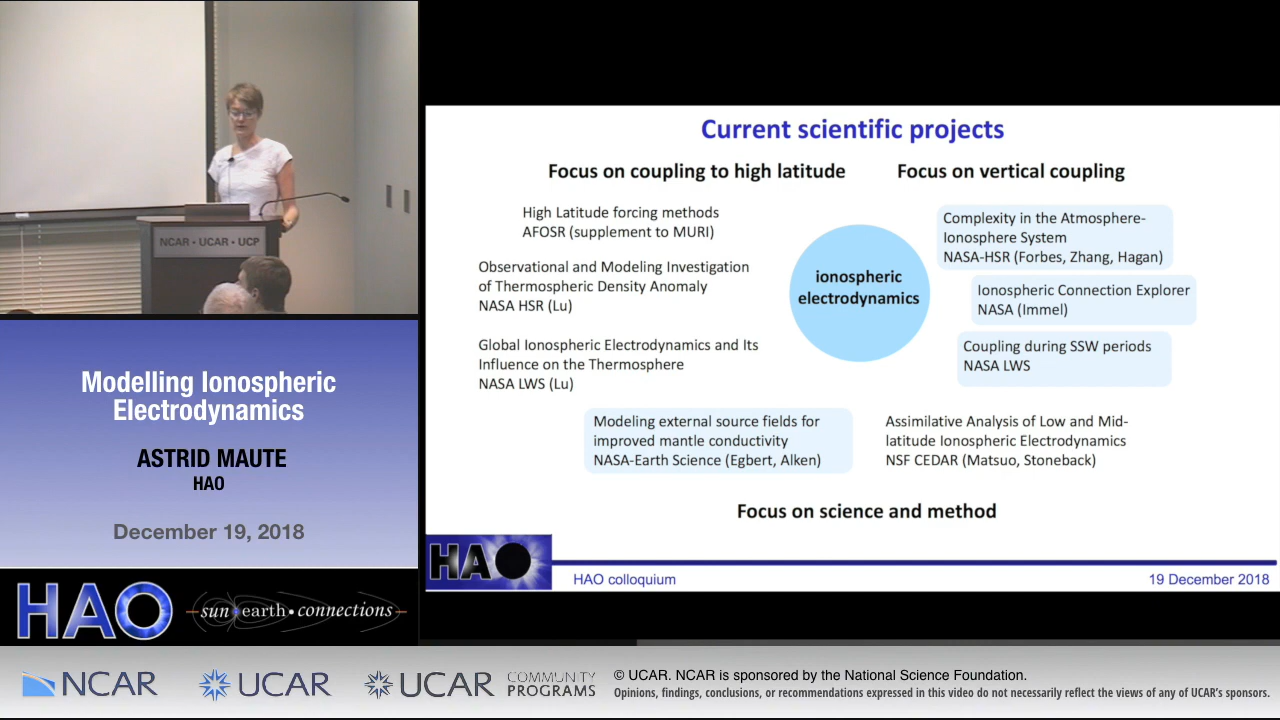 NCAR • UCAR • UCP
Modelling Ionospheric
Electrodynamics
ASTRID MAUTE
HAO
December 19, 2018
HAO
sun•earth•connections
Current scientific projects
Focus on coupling to high latitude
Focus on vertical coupling
High Latitude forcing methods
AFOSR (supplement to MURI)
Observational and Modeling Investigation
of Thermospheric Density Anomaly
NASA HSR (Lu)
Global Ionospheric Electrodynamics and Its
Influence on the Thermosphere
NASA LWS (Lu)
ionospheric
electrodynamics
Complexity in the Atmosphere-
Ionosphere System
NASA-HSR (Forbes, Zhang, Hagan)
Ionospheric Connection Explorer
NASA (Immel)
Coupling during SSW periods
NASA LWS
Modeling external source fields for
improved mantle conductivity
NASA-Earth Science (Egbert, Alken)
Assimilative Analysis of Low and Mid-
latitude Ionospheric Electrodynamics
NSF CEDAR (Matsuo, Stoneback)
Focus on science and method
HAO
HAO colloquium
19 December 2018
NCAR
UCAR
UCAR
COMMUNITY
PROGRAMS
© UCAR. NCAR is sponsored by the National Science Foundation.
Opinions, findings, conclusions, or recommendations expressed in this video do not necessarily reflect the views of any of UCAR's sponsors.